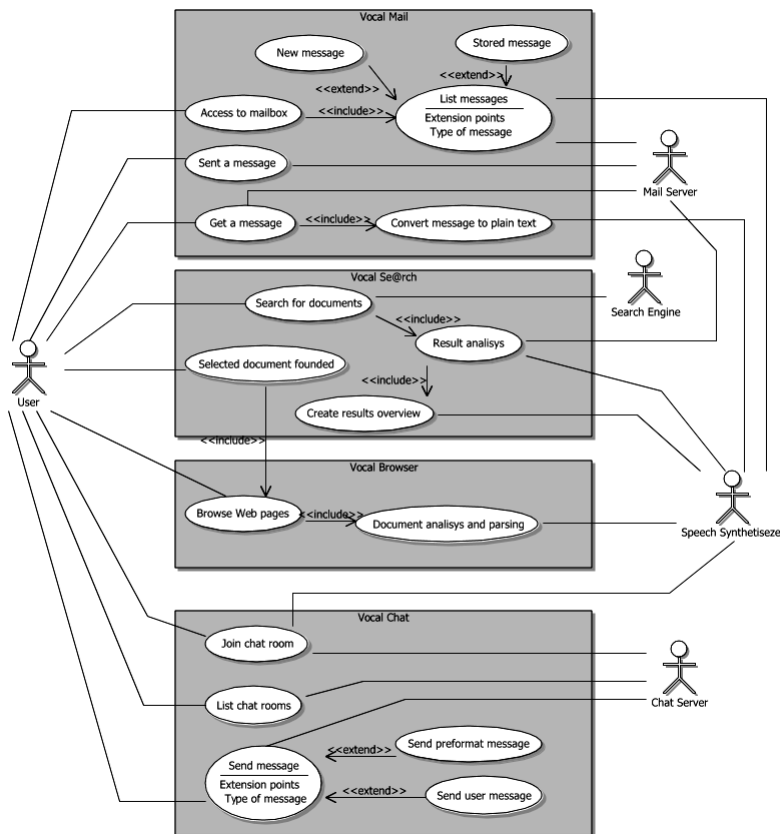 Vocal Mail
New message
Stored message
<<extend>>
<<extend>>
List messages
Access to mailbox
<<include>>
Extension points
Type of message
Sent a message
Mail Server
Get a message
<<include>>
Convert message to plain text
Vocal Se@rch
Search for documents
<<include>>
Search Engine
Result analisys
Selected document founded
<<include>>
User
Create results overview
<<include>>
Vocal Browser
Browse Web pages
<<include>>
Document analisys and parsing
Speech Synthetiseze
Vocal Chat
Join chat room
List chat rooms
Chat Server
Send message
<<extend>>
Send preformat message
Extension points
Type of message
<<extend>>
Send user message